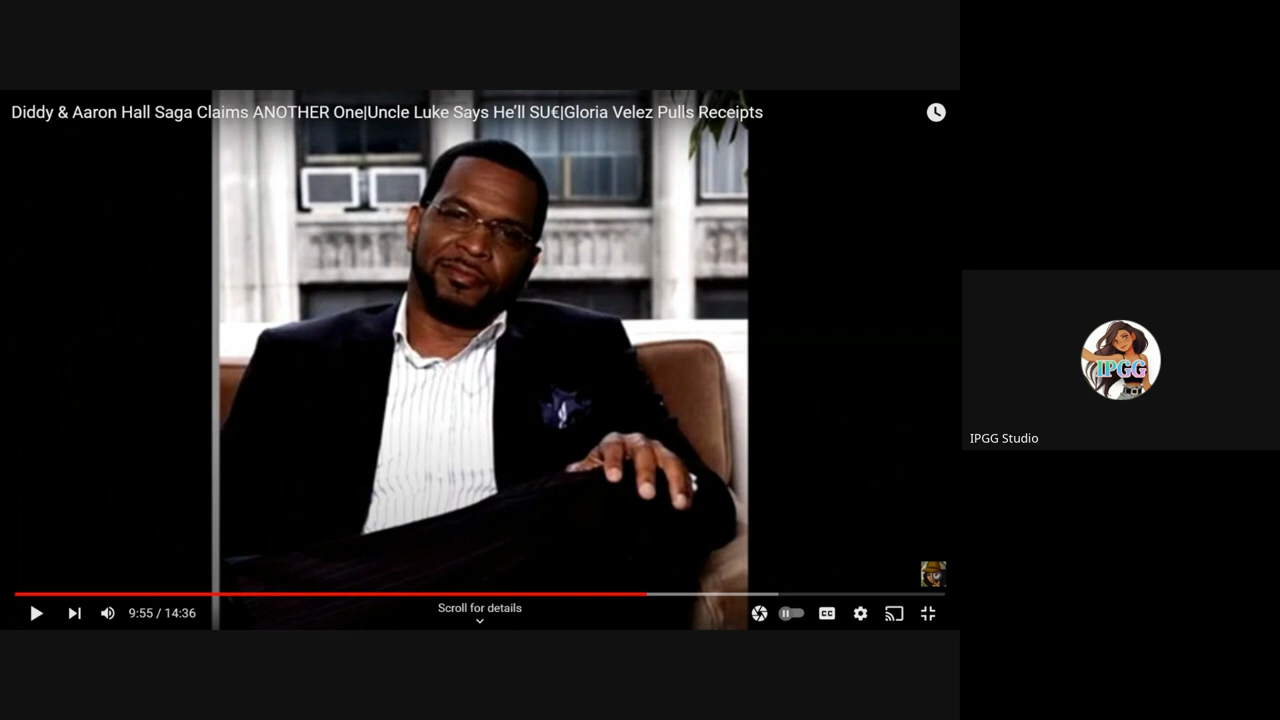 Diddy & Aaron Hall Saga Claims ANOTHER One|Uncle Luke Says He’ll SU€|Gloria Velez Pulls Receipts
IPGG
IPGG Studio
Scroll for details
9:55 / 14:36
CC